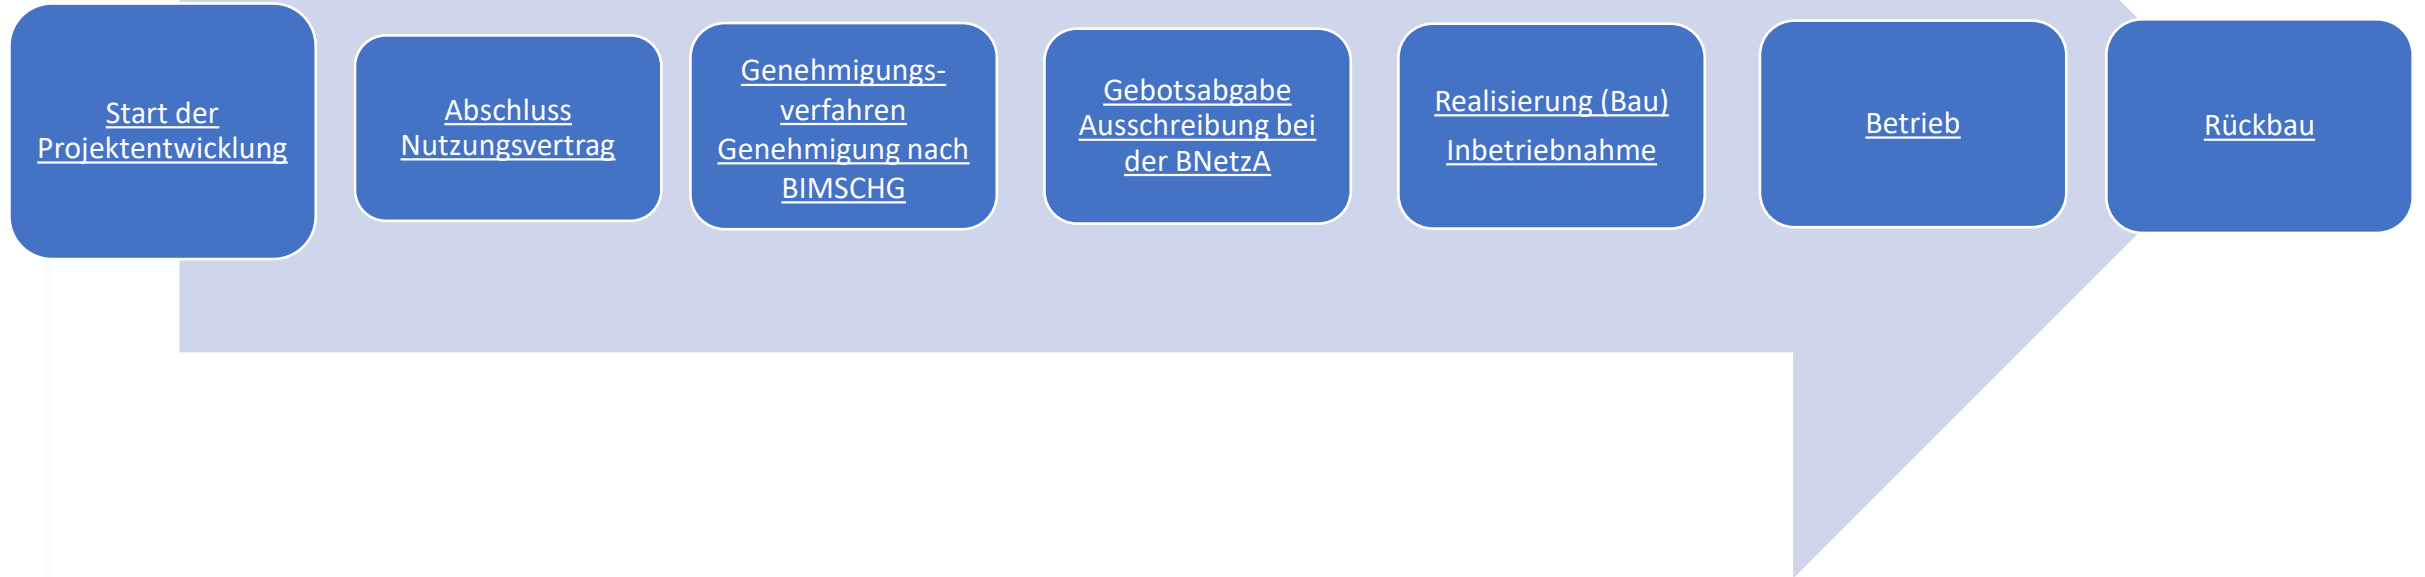 Start der
Projektentwicklung
Abschluss
Nutzungsvertrag
Genehmigungs-
verfahren
Genehmigung nach
BIMSCHG
Gebotsabgabe
Ausschreibung bei
der BNetzA
Realisierung (Bau)
Inbetriebnahme
Betrieb
Rückbau